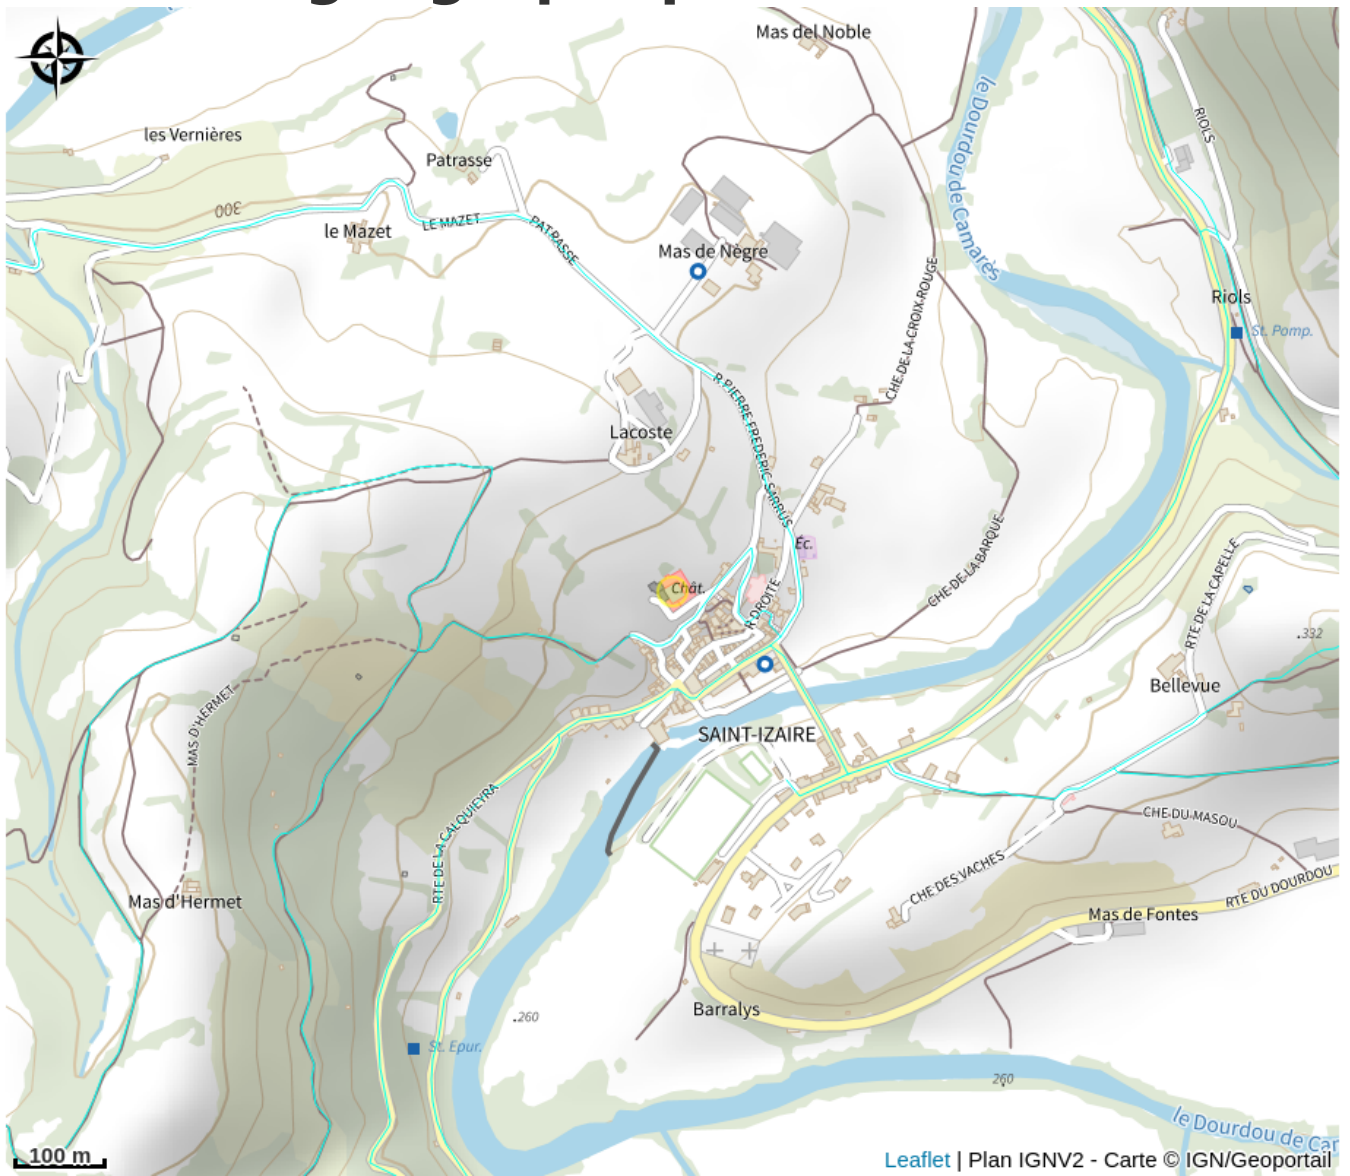 Mas del Noble
le Dourdou de Camarès
RIOLS
les Vernières
Patrasse
300
le Mazet
LE MAZET
PATRASSE
Mas de Nègre
CHE DE LA CROIX ROUGE
Riols
St. Pomp.
R PIERRE FREDERIC SARRUS
Lacoste
Éc.
CHE DE LA BARQUE
RTE DE LA CAPELLE
Chât.
R DROITE
.332
Bellevue
MAS D'HERMET
SAINT-IZAIRE
RTE DE LA CALQUIEYRA
CHE DU MASOU
CHE DES VACHES
RTE DU DOURDOU
Mas d'Hermet
Mas de Fontes
Barralys
.260
St. Epur.
260
le Dourdou de Car
100 m
Leaflet | Plan IGNV2 - Carte © IGN/Geoportail